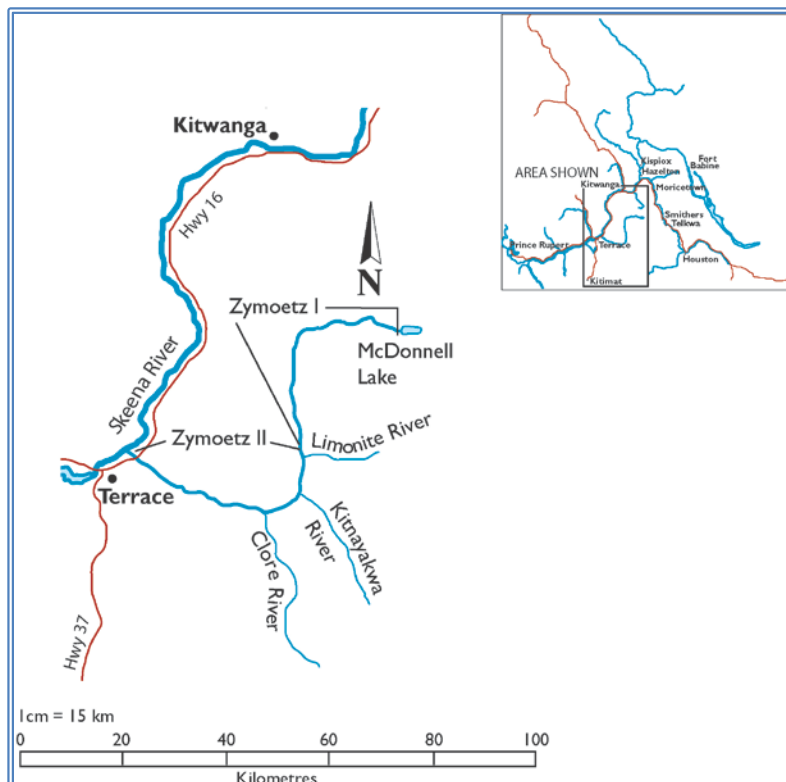 Kitwanga
Hwy 16
N
Zymoetz I
McDonnell
Lake
Skeena River
Zymoetz II
Limonite River
Terrace
Kitnayakwa
River
Clore River
Hwy 37
AREA SHOWN
Kispiox
Hazelton
Fort
Babine
Kitwanga
Moricetown
Smithers
Telkwa
Prince Rupert
Terrace
Houston
Kitimat
1cm = 15 km
0 20 40 60 80 100
Kilometres